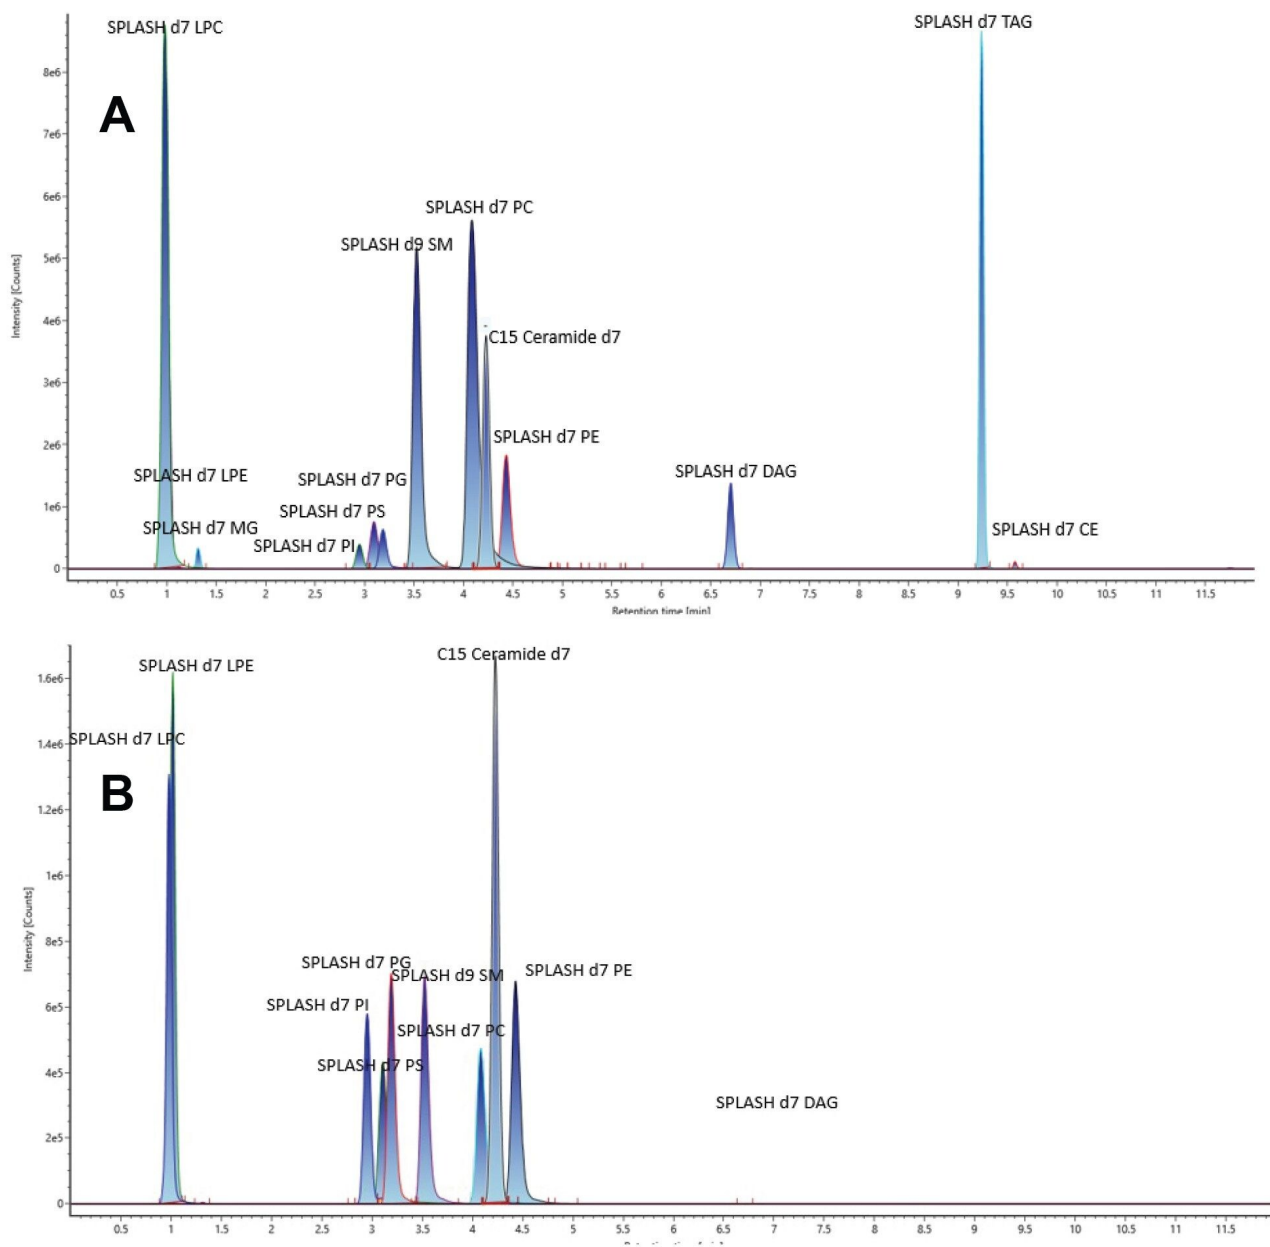 SPLASH d7 LPC
SPLASH d7 TAG
A
8e6
7e6
6e6
5e6
4e6
3e6
2e6
1e6
0
Intensity [Counts]
SPLASH d7 PC
SPLASH d9 SM
C15 Ceramide d7
SPLASH d7 PE
SPLASH d7 LPE
SPLASH d7 PG
SPLASH d7 DAG
SPLASH d7 PS
SPLASH d7 MG
SPLASH d7 CE
SPLASH d7 PI
0.5 1 1.5 2 2.5 3 3.5 4 4.5 5 5.5 6 6.5 7 7.5 8 8.5 9 9.5 10 10.5 11 11.5
Retention time [min]
C15 Ceramide d7
SPLASH d7 LPE
SPLASH d7 LPC
B
1.6e6
1.4e6
1.2e6
1e6
8e5
6e5
4e5
2e5
0
Intensity [Counts]
SPLASH d7 PG
SPLASH d9 SM
SPLASH d7 PE
SPLASH d7 PI
SPLASH d7 PC
SPLASH d7 PS
SPLASH d7 DAG
0.5 1 1.5 2 2.5 3 3.5 4 4.5 5 5.5 6 6.5 7 7.5 8 8.5 9 9.5 10 10.5 11 11.5